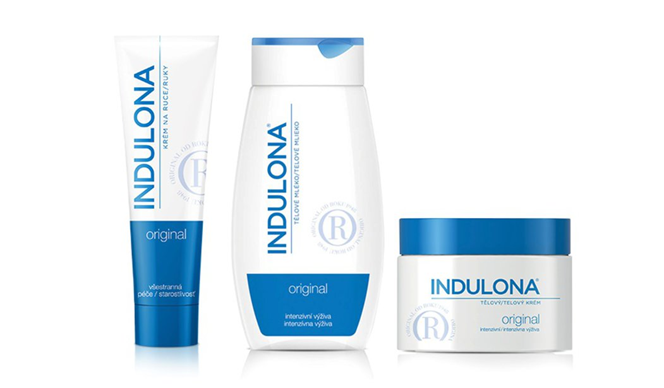 INDULONA
KRÉM NA RUCE/RUKY
original
všestranná
péče / starostlivosť
INDULONA®
TĚLOVÉ MLÉKO/TELOVÉ MLIEKO
R
original
intenzivní výživa
intenzívna výživa
INDULONA®
TĚLOVÝ/TELOVÝ KRÉM
R
original
intenzivní / intenzívna výživa